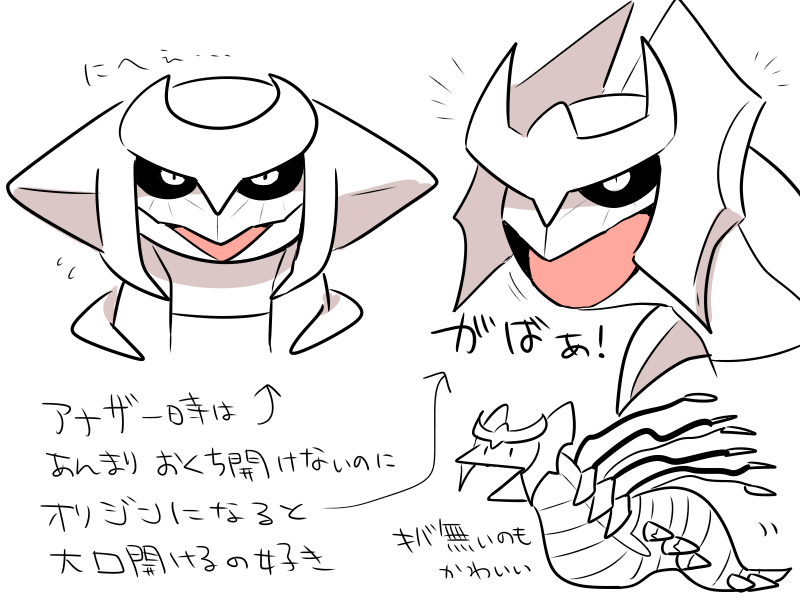 にへぇ…
がばぁ!
アナザー時は
あんまりおくち開けないのに
オリジンになると
大口開けるの好き
キバ無いのも
かわいい